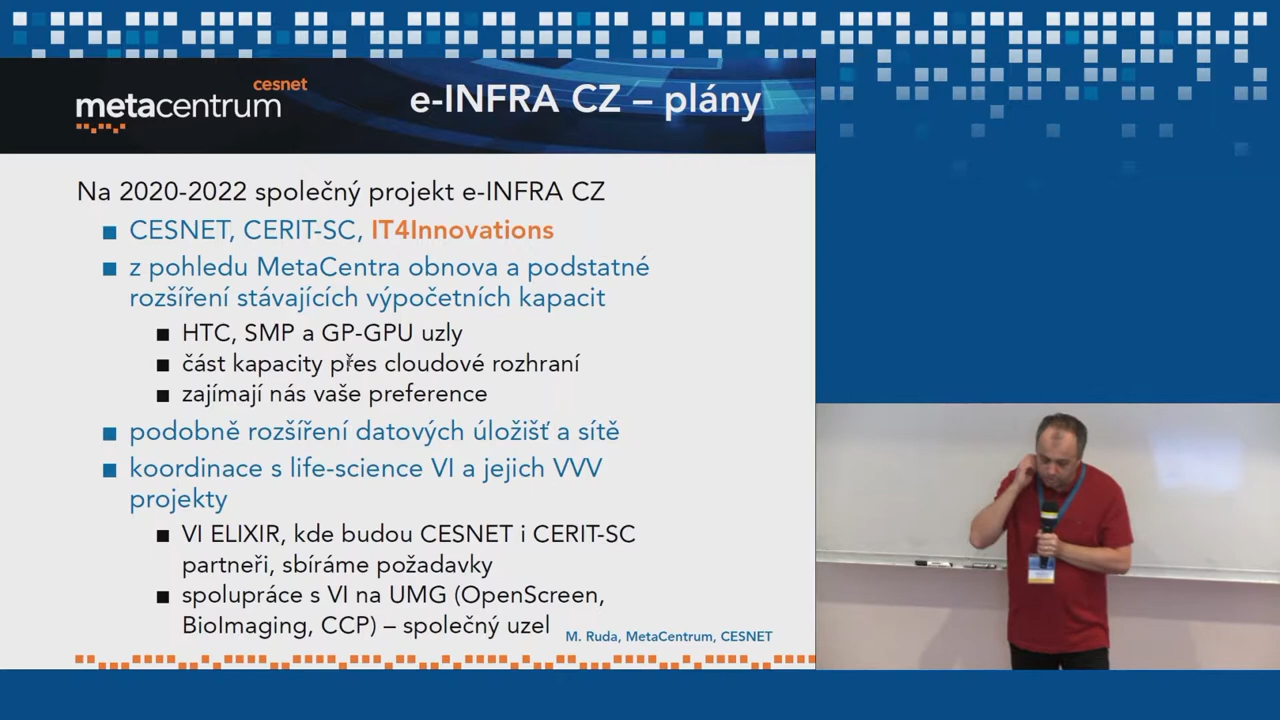 cesnet
metacentrum
e-INFRA CZ – plány
Na 2020-2022 společný projekt e-INFRA CZ
CESNET, CERIT-SC, IT4Innovations
z pohledu MetaCentra obnova a podstatné
rozšíření stávajících výpočetních kapacit
HTC, SMP a GP-GPU uzly
část kapacity přes cloudové rozhraní
zajímají nás vaše preference
podobně rozšíření datových úložišť a sítě
koordinace s life-science VI a jejich VVV
projekty
VI ELIXIR, kde budou CESNET i CERIT-SC
partneři, sbíráme požadavky
spolupráce s VI na UMG (OpenScreen,
BioImaging, CCP) – společný uzel
M. Ruda, MetaCentrum, CESNET